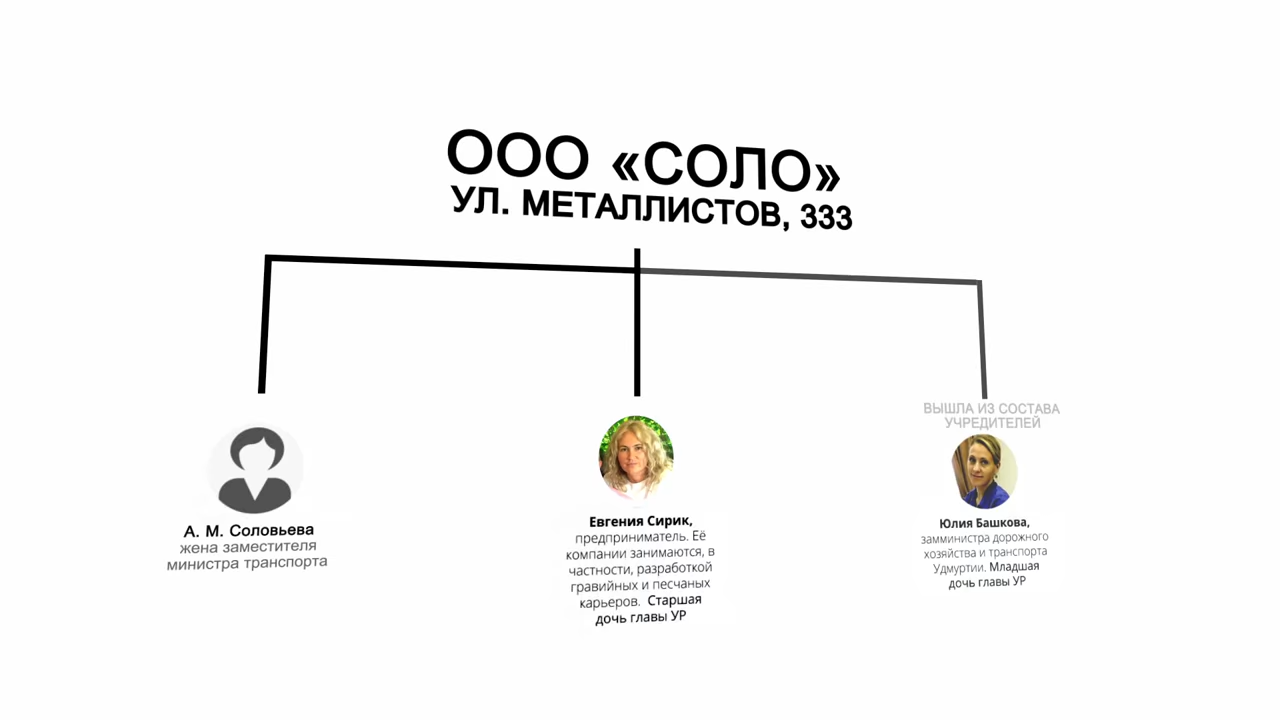 ООО «СОЛО»
УЛ. МЕТАЛЛИСТОВ, 333
А. М. Соловьева
жена заместителя
министра транспорта
Евгения Сирик,
предприниматель. Её
компании занимаются, в
частности, разработкой
гравийных и песчаных
карьеров. Старшая
дочь главы УР
ВЫШЛА ИЗ СОСТАВА
УЧРЕДИТЕЛЕЙ
Юлия Башкова,
замминистра дорожного
хозяйства и транспорта
Удмуртии. Младшая
дочь главы УР